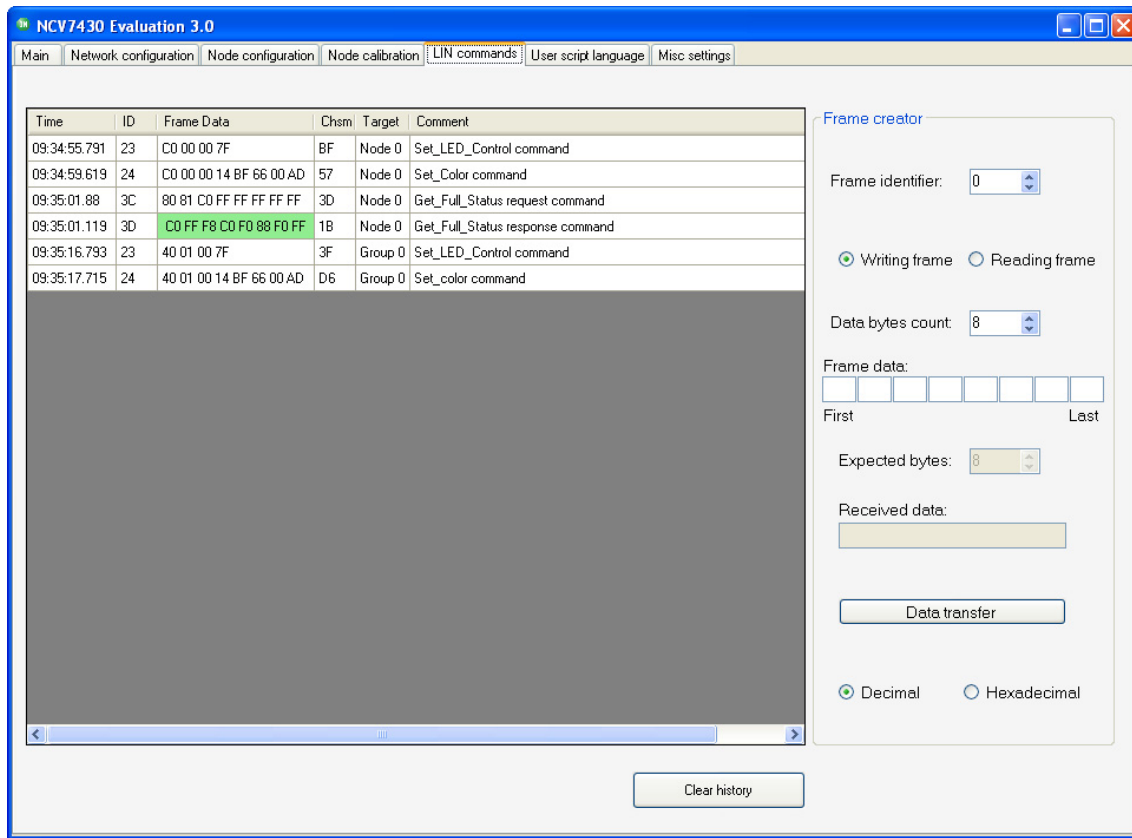 NCV7430 Evaluation 3.0
Main Network configuration Node configuration Node calibration LIN commands User script language Misc settings
Time ID Frame Data Chsm Target Comment
09:34:55.791 23 C0 00 00 7F BF Node 0 Set_LED_Control command
09:34:59.619 24 C0 00 00 14 BF 66 00 AD 57 Node 0 Set_Color command
09:35:01.88 3C 80 81 C0 FF FF FF FF FF 3D Node 0 Get_Full_Status request command
09:35:01.119 3D C0 FF F8 C0 F0 88 F0 FF 1B Node 0 Get_Full_Status response command
09:35:16.793 23 40 01 00 7F 3F Group 0 Set_LED_Control command
09:35:17.715 24 40 01 00 14 BF 66 00 AD D6 Group 0 Set_color command
Frame creator
Frame identifier: 0
Writing frame Reading frame
Data bytes count: 8
Frame data:
First Last
Expected bytes: 8
Received data:
Data transfer
Decimal Hexadecimal
Clear history